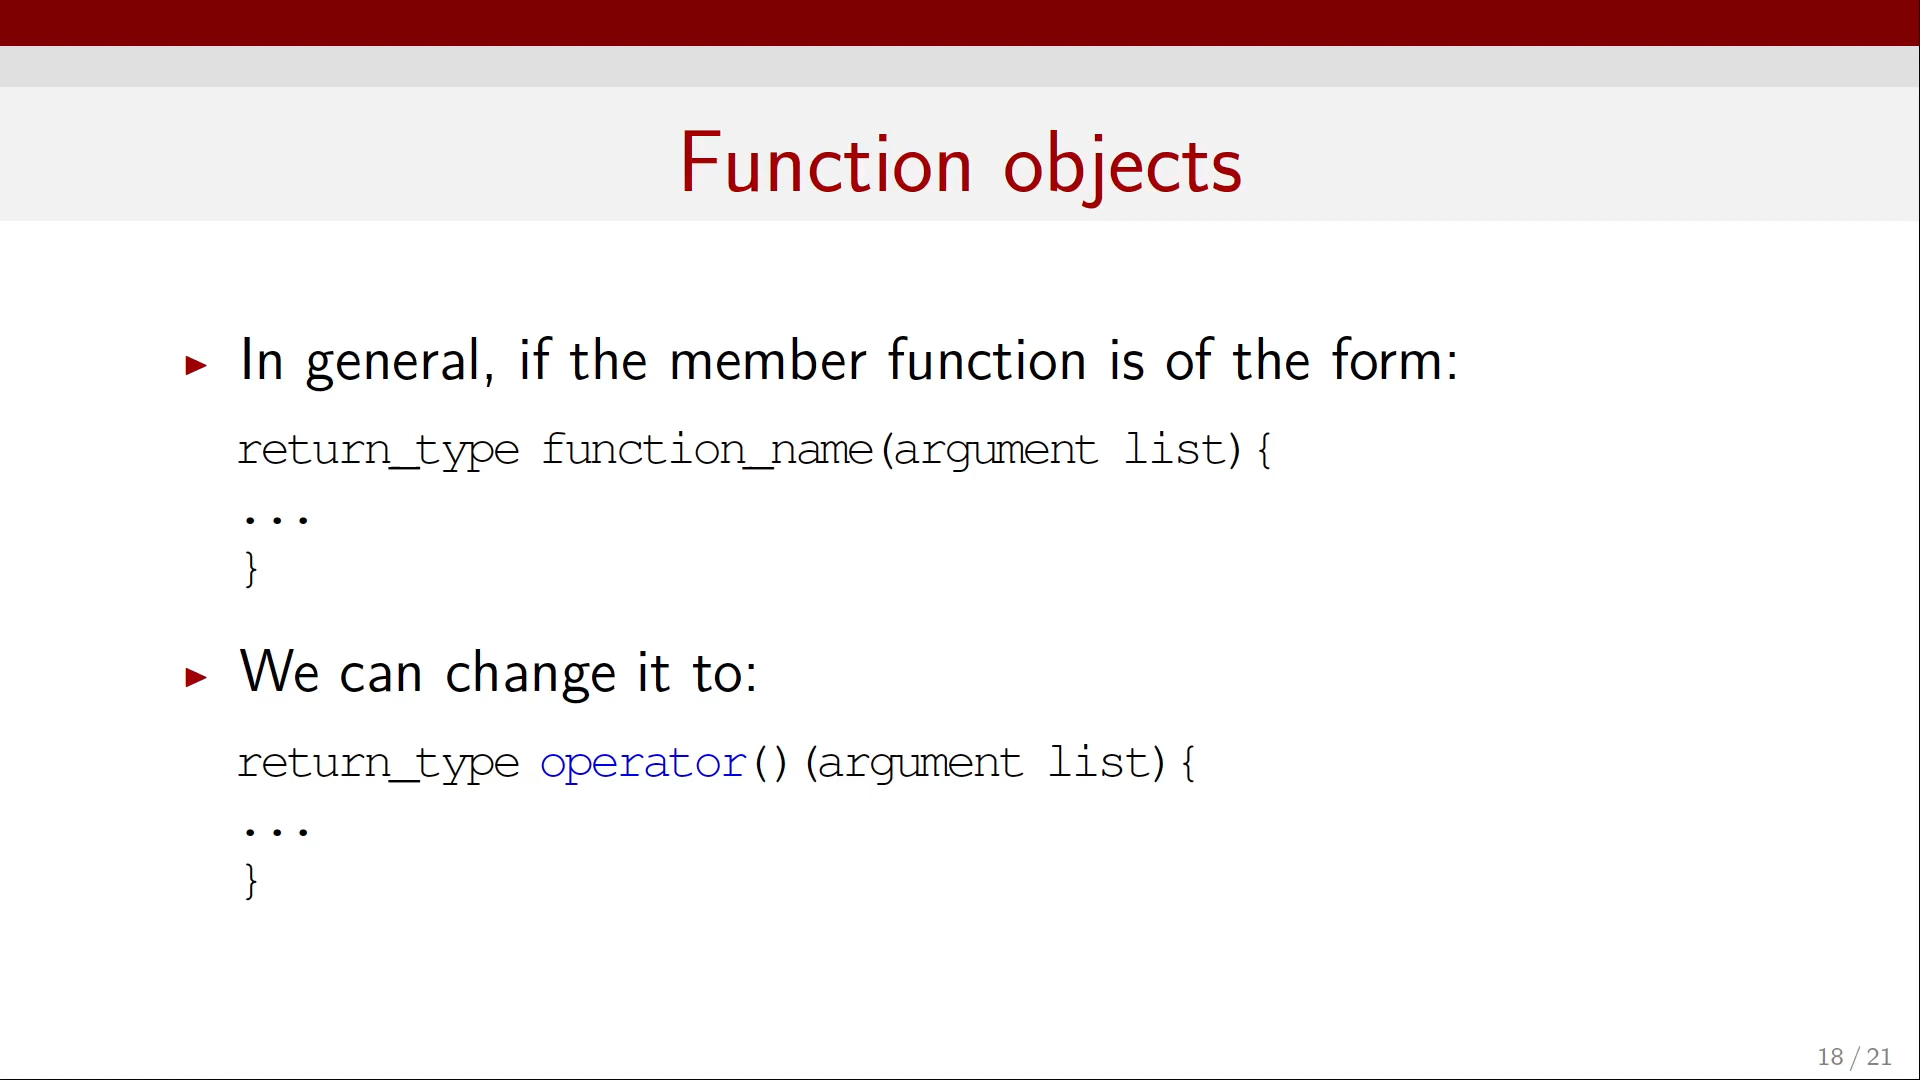 Function objects
▶ In general, if the member function is of the form:
return_type function_name(argument list){
...
}
▶ We can change it to:
return_type operator()(argument list){
...
}
18 / 21